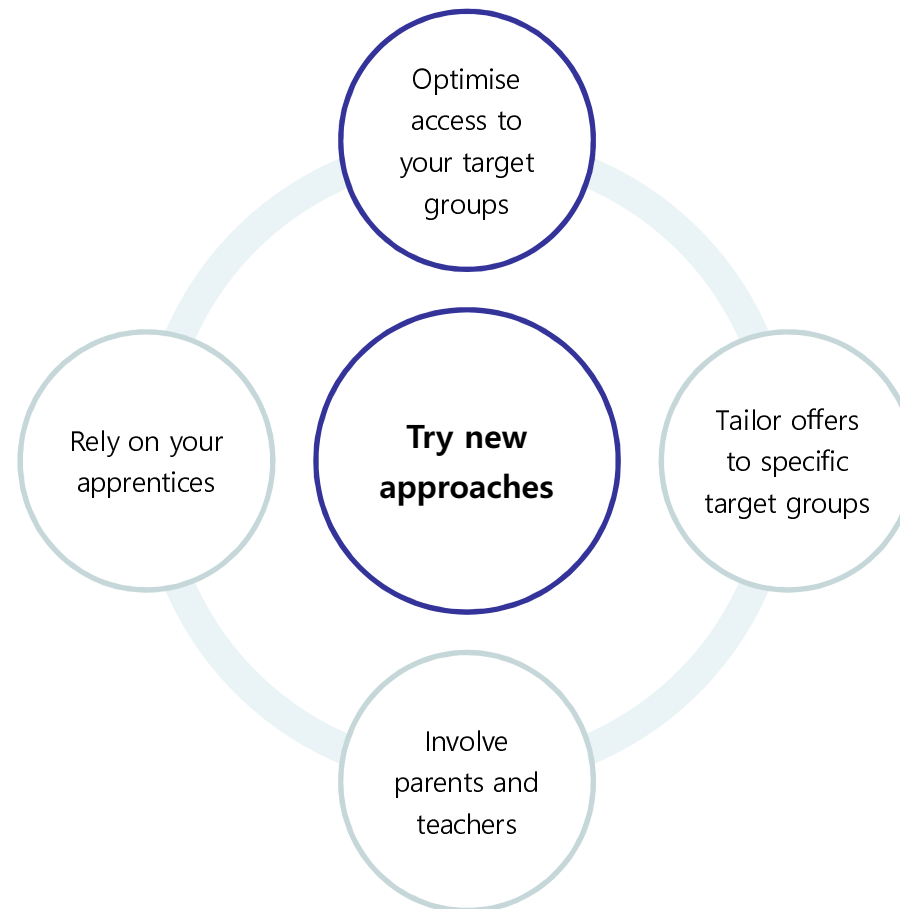 Optimise
access to
your target
groups
Rely on your
apprentices
Try new
approaches
Tailor offers
to specific
target groups
Involve
parents and
teachers